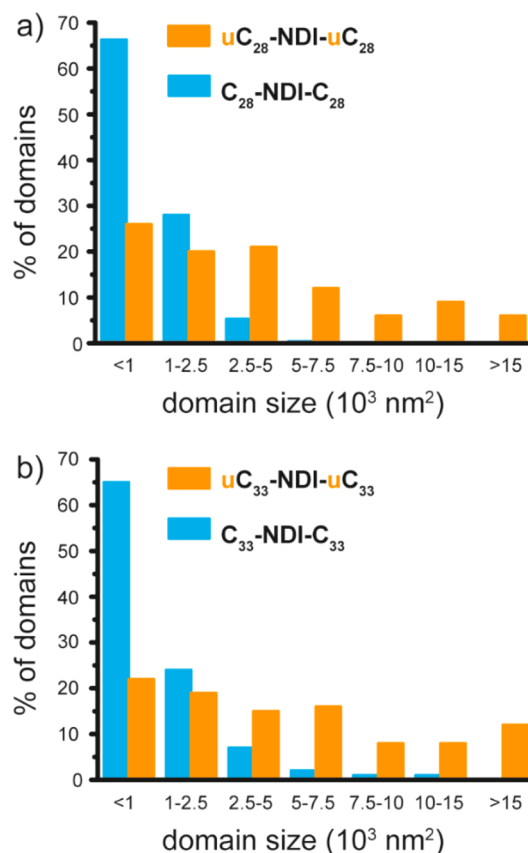 a)
uC₂₈-NDI-uC₂₈
C₂₈-NDI-C₂₈
% of domains
70
60
50
40
30
20
10
0
<1 1-2.5 2.5-5 5-7.5 7.5-10 10-15 >15
domain size (10³ nm²)
b)
uC₃₃-NDI-uC₃₃
C₃₃-NDI-C₃₃
% of domains
70
60
50
40
30
20
10
0
<1 1-2.5 2.5-5 5-7.5 7.5-10 10-15 >15
domain size (10³ nm²)